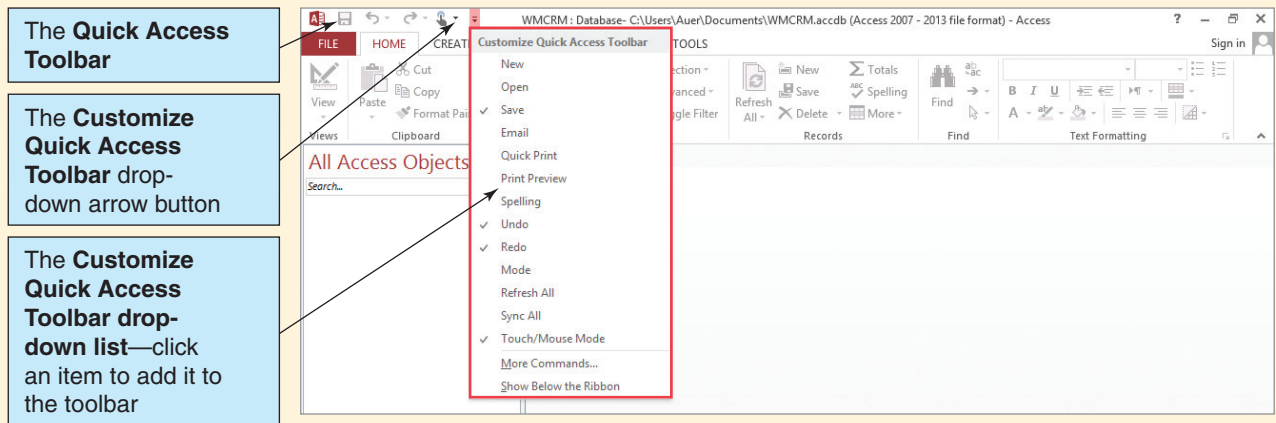 The Quick Access
Toolbar
The Customize
Quick Access
Toolbar drop-
down arrow button
The Customize
Quick Access
Toolbar drop-
down list—click
an item to add it to
the toolbar
WMCRM : Database- C:\Users\Auer\Documents\WMCRM.accdb (Access 2007 - 2013 file format) - Access
FILE HOME CREAT TOOLS Sign in
Customize Quick Access Toolbar
New
Open
Save
Email
Quick Print
Print Preview
Spelling
Undo
Redo
Mode
Refresh All
Sync All
Touch/Mouse Mode
More Commands...
Show Below the Ribbon
View
Views
Paste
Cut
Copy
Format Pai
Clipboard
ection
vanced
ggle Filter
Refresh
All
New
Save
Delete
Totals
Spelling
More
Records
Find
Find
B I U
A
Text Formatting
All Access Objects
Search...